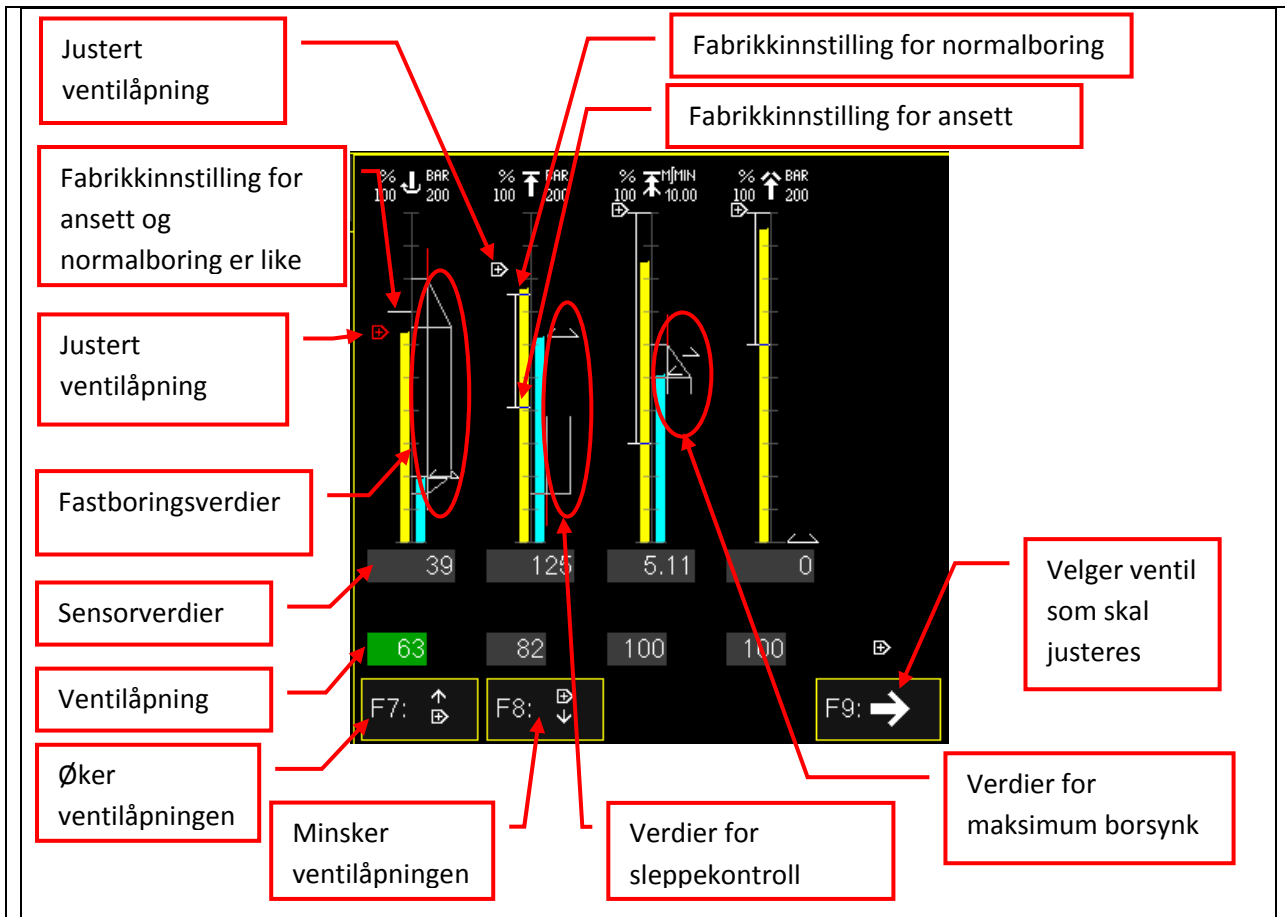 Justert
ventilåpning
Fabrikkinnstilling for normalboring
Fabrikkinnstilling for ansett
Fabrikkinnstilling for
ansett og
normalboring er like
Justert
ventilåpning
Fastboringsverdier
Sensorverdier
Ventilåpning
Øker
ventilåpningen
Minsker
ventilåpningen
Verdier for
sleppekontroll
Verdier for
maksimum borsynk
Velger ventil
som skal
justeres
% BAR
100 200
% BAR
100 200
% M/MIN
100 10.00
% BAR
100 200
39 125 5.11 0
63 82 100 100
F7: F8: F9: